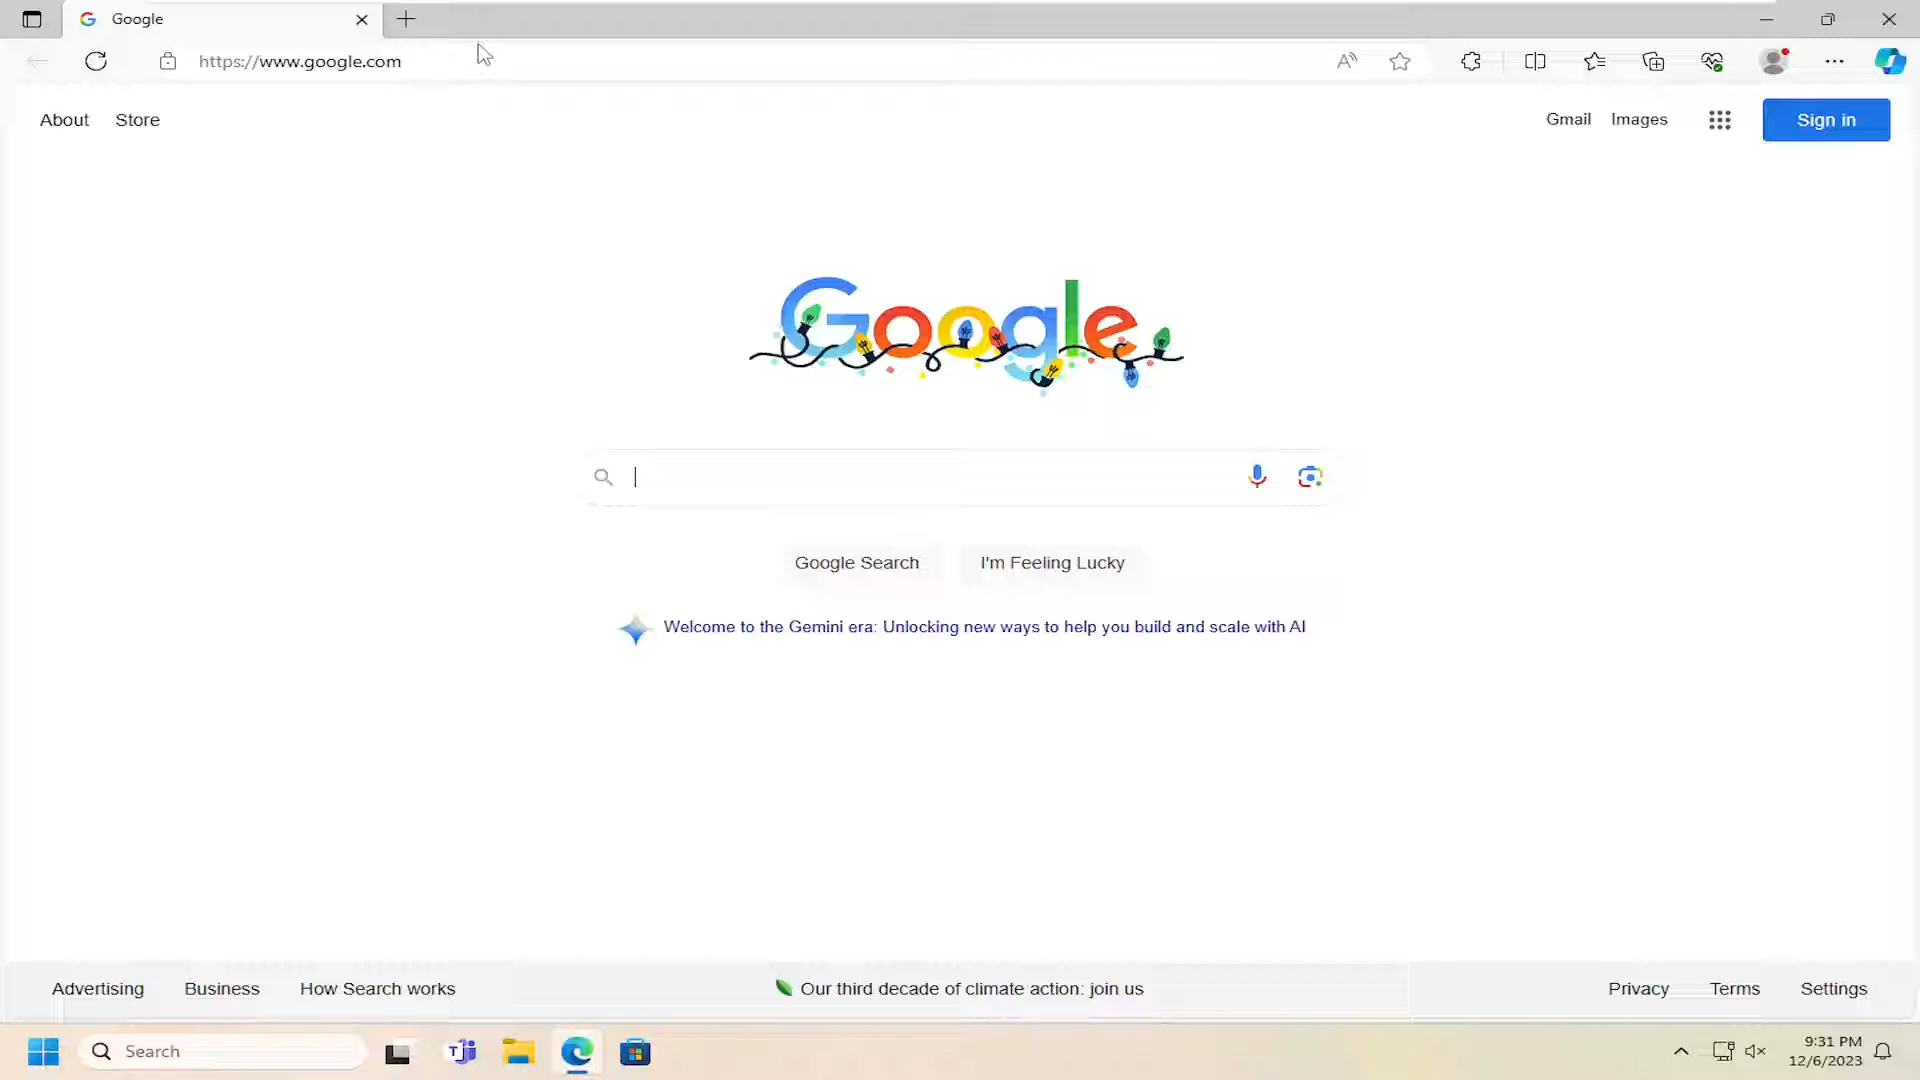 Google
https://www.google.com
About Store
Gmail Images Sign in
Google
Google Search I'm Feeling Lucky
Welcome to the Gemini era: Unlocking new ways to help you build and scale with AI
Advertising Business How Search works Our third decade of climate action: join us Privacy Terms Settings
Search
9:31 PM
12/6/2023